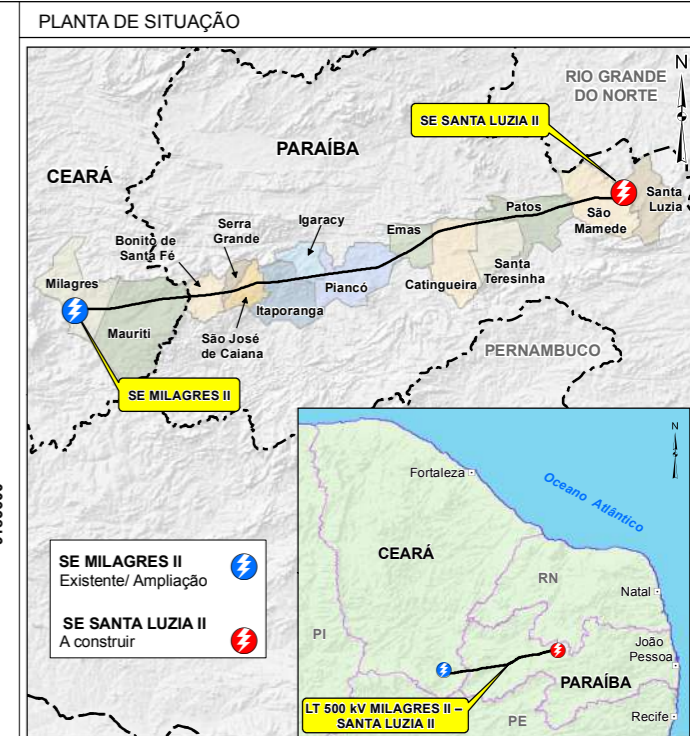 PLANTA DE SITUAÇÃO
N
RIO GRANDE
DO NORTE
SE SANTA LUZIA II
PARAÍBA
CEARÁ
Santa
Luzia
Patos
São
Mamede
Igaracy
Serra
Grande
Emas
Bonito de
Santa Fé
Santa
Teresinha
Milagres
Catingueira
Piancó
Itaporanga
Mauriti
São José
de Caiana
PERNAMBUCO
SE MILAGRES II
N
Fortaleza
Oceano Atlântico
CEARÁ
RN
Natal
PI
João
Pessoa
PARAÍBA
LT 500 kV MILAGRES II –
SANTA LUZIA II
PE
Recife
SE MILAGRES II
Existente/ Ampliação
SE SANTA LUZIA II
A construir